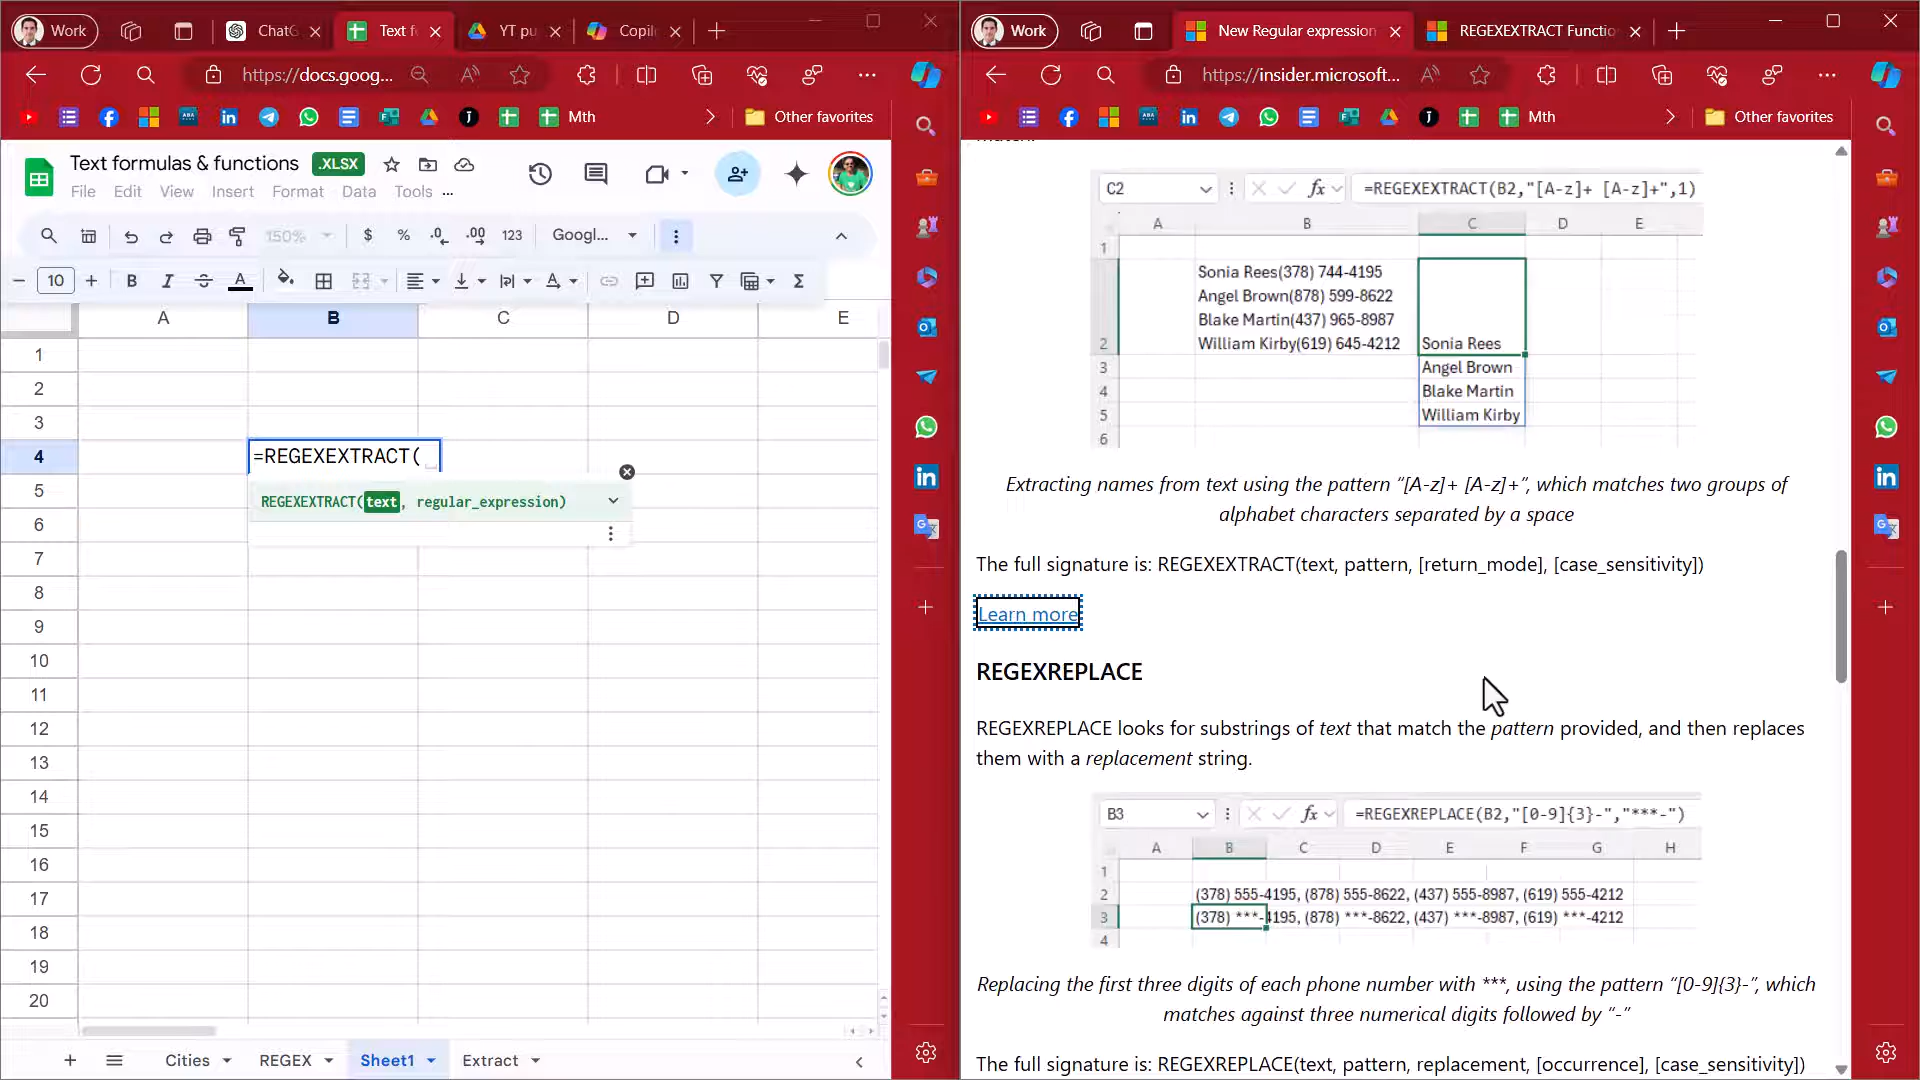 Work
ChatG
Text f
YT pu
Copil
https://docs.goog...
Mth
Other favorites
Text formulas & functions
.XLSX
File
Edit
View
Insert
Format
Data
Tools
...
150%
$
%
.0
.00
123
Googl...
10
B
I
A
Σ
A
B
C
D
E
1
2
3
4
=REGEXEXTRACT(
REGEXEXTRACT(text, regular_expression)
5
6
7
8
9
10
11
12
13
14
15
16
17
18
19
20
Cities
REGEX
Sheet1
Extract
Work
New Regular expression
REGEXEXTRACT Functio
https://insider.microsoft...
Mth
Other favorites
C2
fx
=REGEXEXTRACT(B2,"[A-z]+ [A-z]+",1)
A
B
C
D
E
1
Sonia Rees(378) 744-4195
Angel Brown(878) 599-8622
Blake Martin(437) 965-8987
2
William Kirby(619) 645-4212
Sonia Rees
3
Angel Brown
4
Blake Martin
5
William Kirby
6
Extracting names from text using the pattern “[A-z]+ [A-z]+”, which matches two groups of
alphabet characters separated by a space
The full signature is: REGEXEXTRACT(text, pattern, [return_mode], [case_sensitivity])
Learn more
REGEXREPLACE
REGEXREPLACE looks for substrings of text that match the pattern provided, and then replaces
them with a replacement string.
B3
fx
=REGEXREPLACE(B2,"[0-9]{3}-","***-")
A
B
C
D
E
F
G
H
1
2
(378) 555-4195, (878) 555-8622, (437) 555-8987, (619) 555-4212
3
(378) ***-4195, (878) ***-8622, (437) ***-8987, (619) ***-4212
4
Replacing the first three digits of each phone number with ***, using the pattern “[0-9]{3}-”, which
matches against three numerical digits followed by “-”
The full signature is: REGEXREPLACE(text, pattern, replacement, [occurrence], [case_sensitivity])